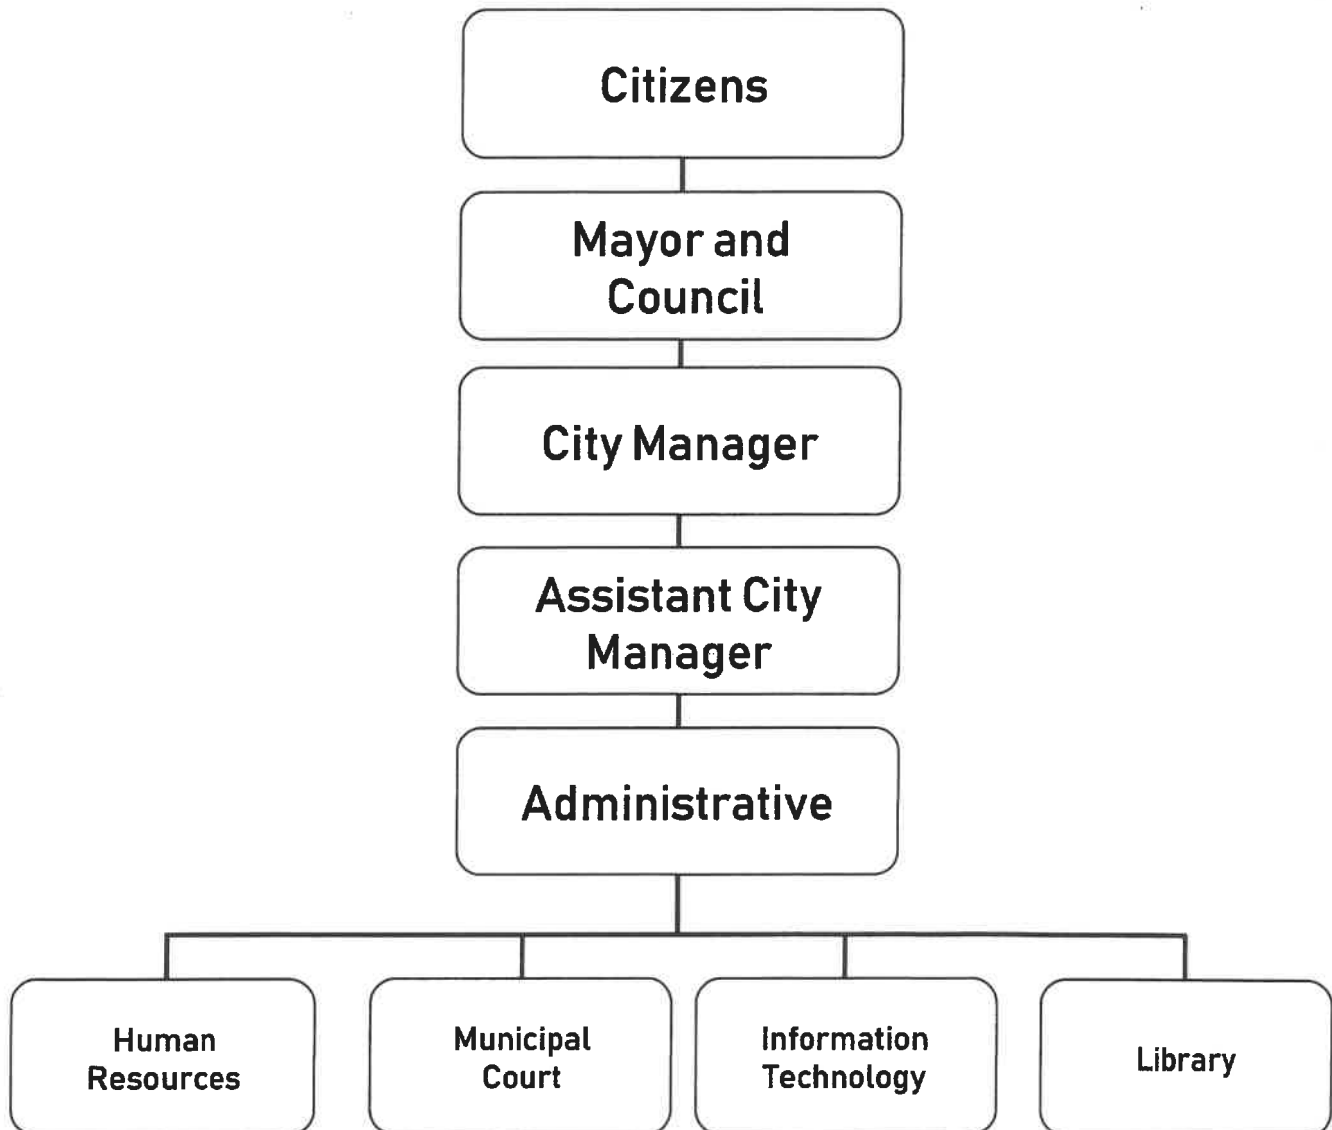 Citizens
Mayor and
Council
City Manager
Assistant City
Manager
Administrative
Human
Resources
Municipal
Court
Information
Technology
Library